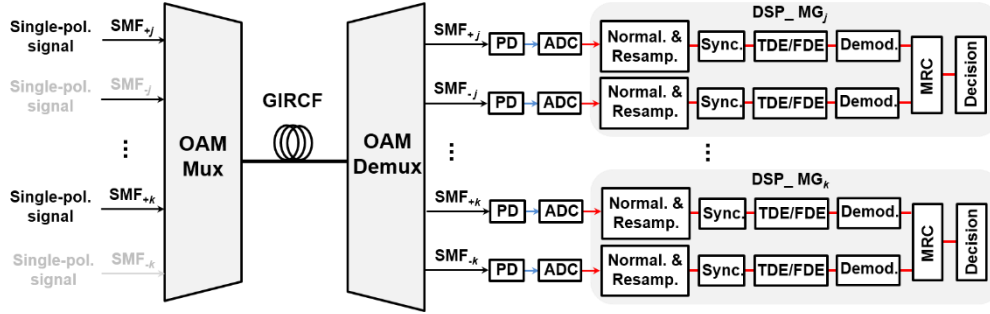 DSP_ MGj
Single-pol.
signal
SMF+j
SMF+j
PD
ADC
Normal. &
Resamp.
Sync.
TDE/FDE
Demod.
Single-pol.
signal
SMF-j
SMF-j
PD
ADC
Normal. &
Resamp.
Sync.
TDE/FDE
Demod.
MRC
Decision
GIRCF
OAM
Mux
OAM
Demux
⋮
⋮
⋮
DSP_ MGk
Single-pol.
signal
SMF+k
SMF+k
PD
ADC
Normal. &
Resamp.
Sync.
TDE/FDE
Demod.
Single-pol.
signal
SMF-k
SMF-k
PD
ADC
Normal. &
Resamp.
Sync.
TDE/FDE
Demod.
MRC
Decision